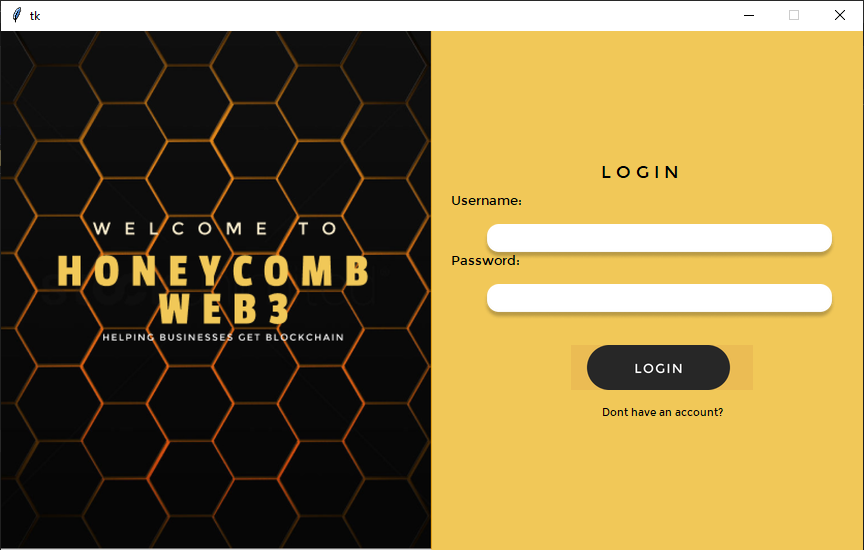 tk
WELCOME TO
HONEYCOMB
WEB3
HELPING BUSINESSES GET BLOCKCHAIN
LOGIN
Username:
Password:
LOGIN
Dont have an account?